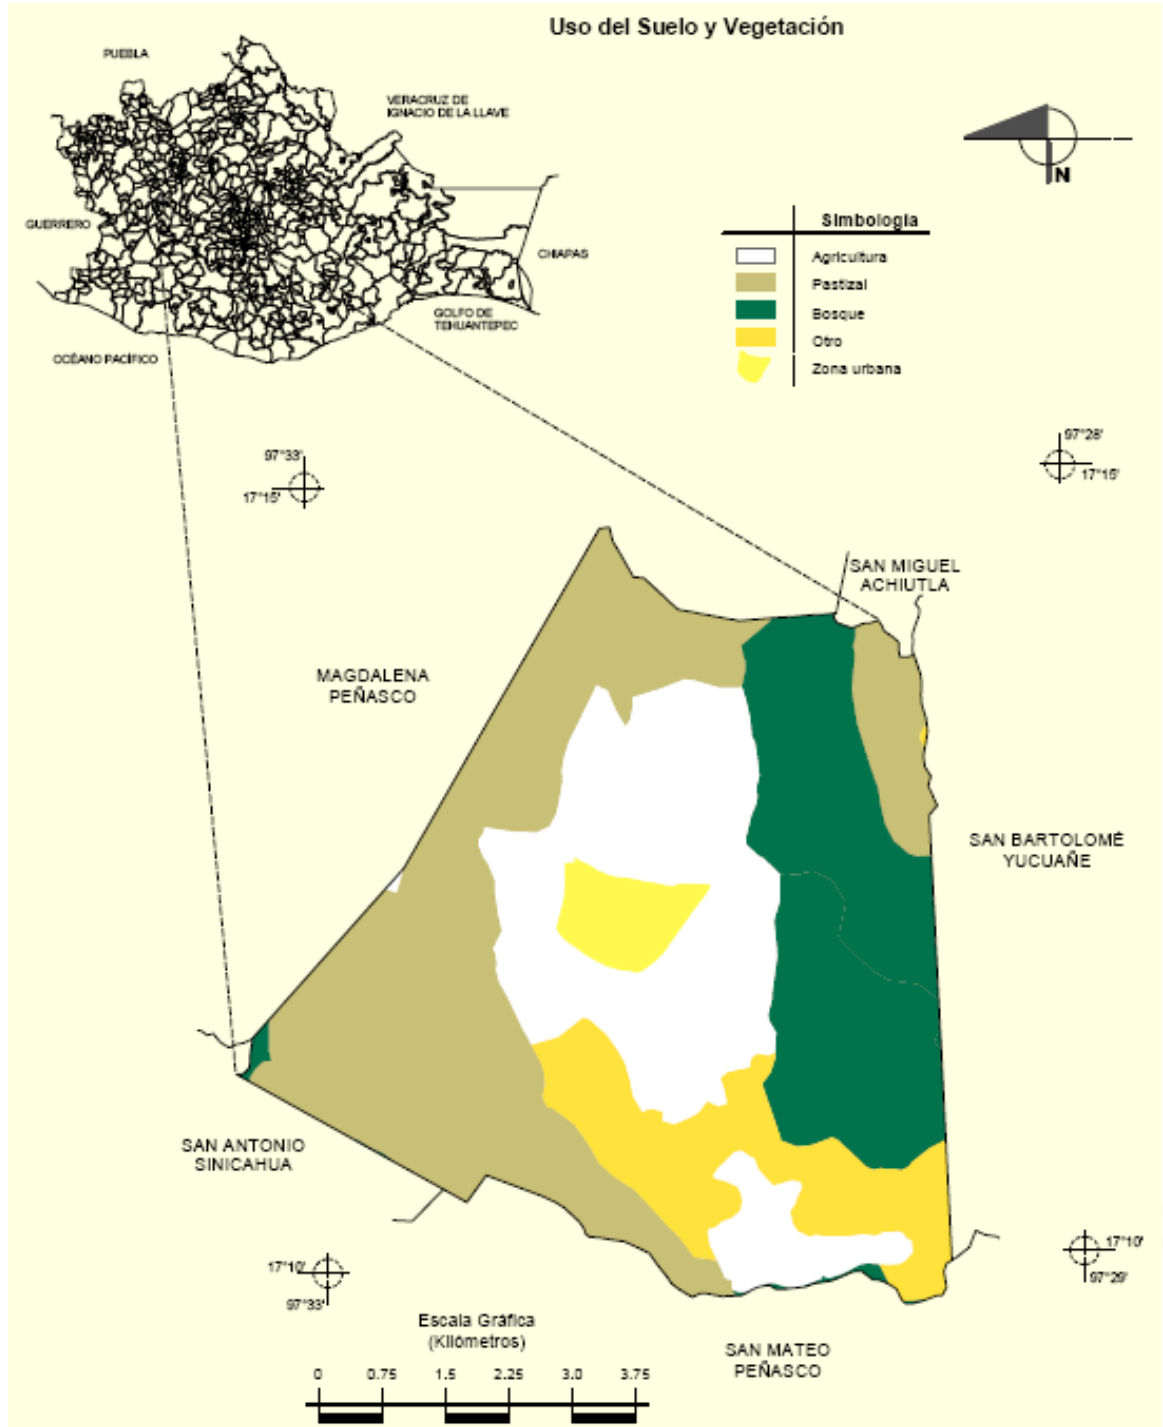 Uso del Suelo y Vegetación
PUEBLA
VERACRUZ DE
IGNACIO DE LA LLAVE
GUERRERO
CHIAPAS
GOLFO DE
TEHUANTEPEC
OCÉANO PACÍFICO
N
Simbología
Agricultura
Pastizal
Bosque
Otro
Zona urbana
97°33'
17°15'
97°28'
17°15'
SAN MIGUEL
ACHIUTLA
MAGDALENA
PEÑASCO
SAN BARTOLOMÉ
YUCUAÑE
SAN ANTONIO
SINICAHUA
17°10'
97°33'
17°10'
97°29'
Escala Gráfica
(Kilómetros)
0 0.75 1.5 2.25 3.0 3.75
SAN MATEO
PEÑASCO